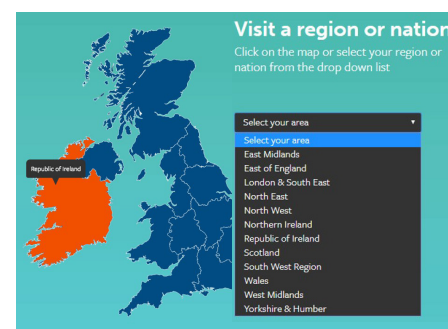 Visit a region or nation
Click on the map or select your region or
nation from the drop down list
Select your area
Select your area
East Midlands
East of England
London & South East
North East
North West
Northern Ireland
Republic of Ireland
Scotland
South West Region
Wales
West Midlands
Yorkshire & Humber
Republic of Ireland